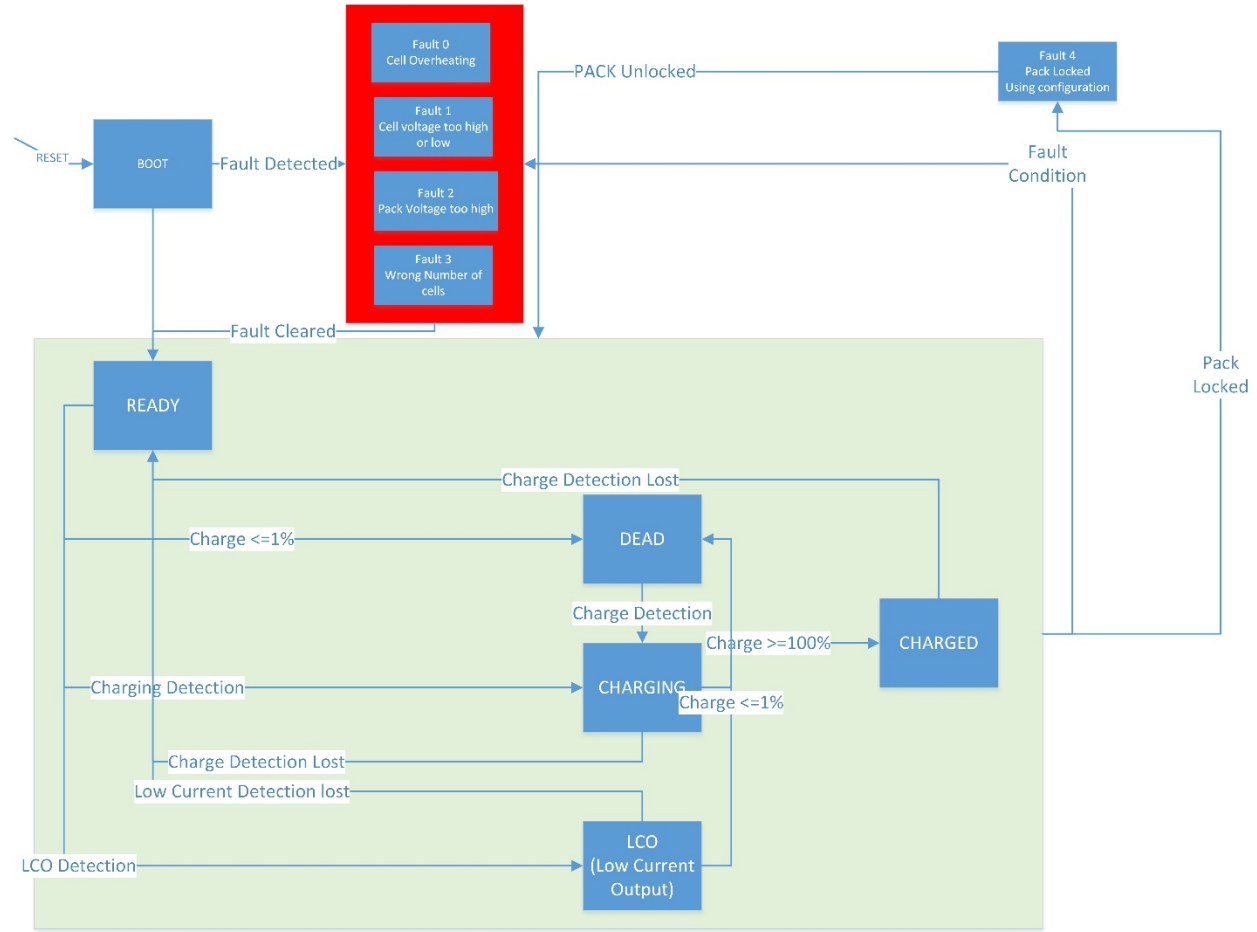 Fault 0
Cell Overheating
Fault 4
Pack Locked
Using configuration
PACK Unlocked
Fault 1
Cell voltage too high
or low
RESET
BOOT
Fault Detected
Fault
Condition
Fault 2
Pack Voltage too high
Fault 3
Wrong Number of
cells
Fault Cleared
Pack
Locked
READY
Charge Detection Lost
Charge <=1%
DEAD
Charge Detection
Charge >=100%
CHARGED
Charging Detection
CHARGING
Charge <=1%
Charge Detection Lost
Low Current Detection lost
LCO
(Low Current
Output)
LCO Detection